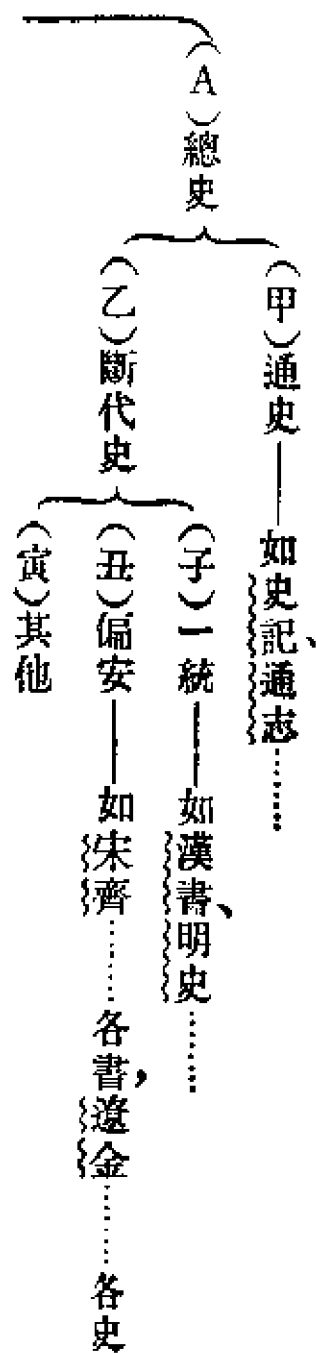 （A）總史
（甲）通史——如史記、通志……
（乙）斷代史
（子）一統——如漢書、明史……
（丑）偏安——如宋齊……各書，遼金……各史
（寅）其他